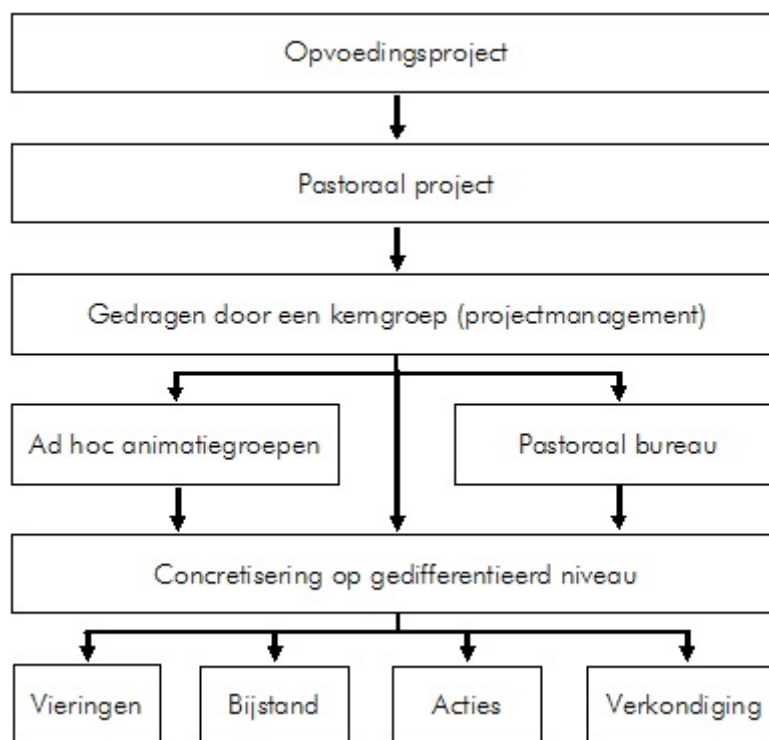 Opvoedingsproject
Pastoraal project
Gedragen door een kerngroep (projectmanagement)
Ad hoc animatiegroepen
Pastoraal bureau
Concretisering op gedifferentieerd niveau
Vieringen
Bijstand
Acties
Verkondiging